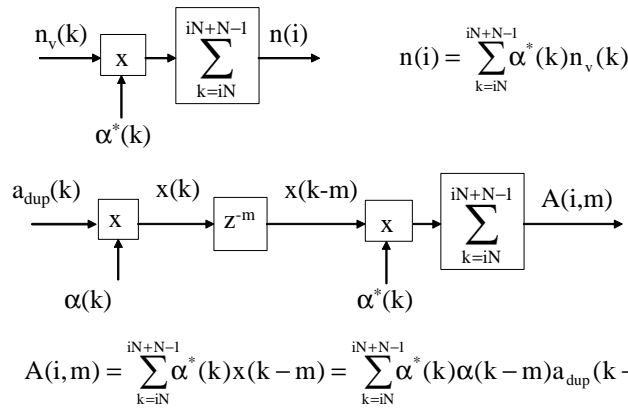 n_v(k)
x
α*(k)
iN+N−1
∑
k=iN
n(i)
n(i) = ∑_{k=iN}^{iN+N−1} α*(k)n_v(k)
a_dup(k)
x
α(k)
x(k)
z^-m
x(k-m)
x
α*(k)
iN+N−1
∑
k=iN
A(i,m)
A(i,m) = ∑_{k=iN}^{iN+N−1} α*(k)x(k−m) = ∑_{k=iN}^{iN+N−1} α*(k)α(k−m)a_dup(k−